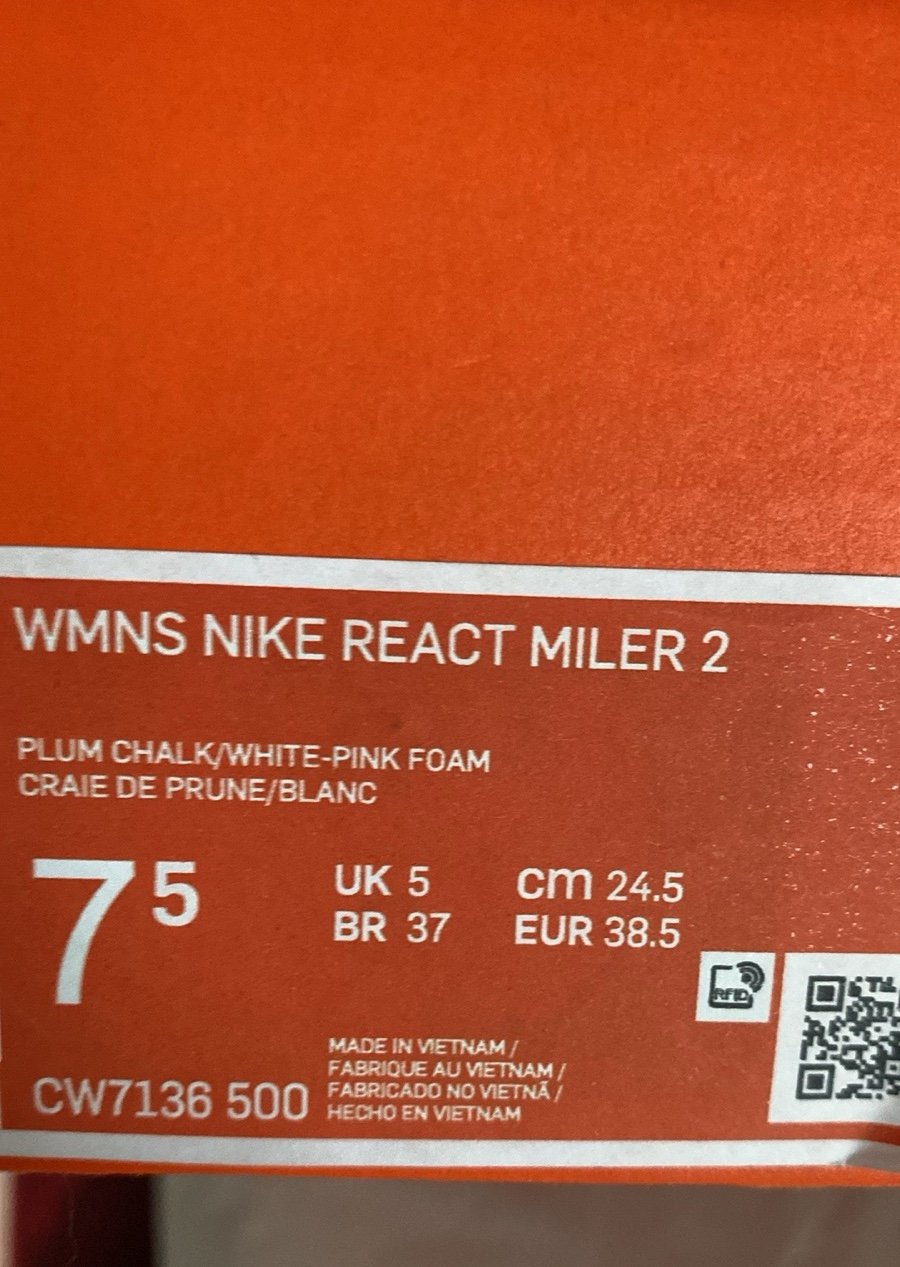 WMNS NIKE REACT MILER 2
PLUM CHALK/WHITE-PINK FOAM
CRAIE DE PRUNE/BLANC
7 5
UK 5 cm 24.5
BR 37 EUR 38.5
RFID
MADE IN VIETNAM /
FABRIQUE AU VIETNAM /
FABRICADO NO VIETNÃ /
HECHO EN VIETNAM
CW7136 500